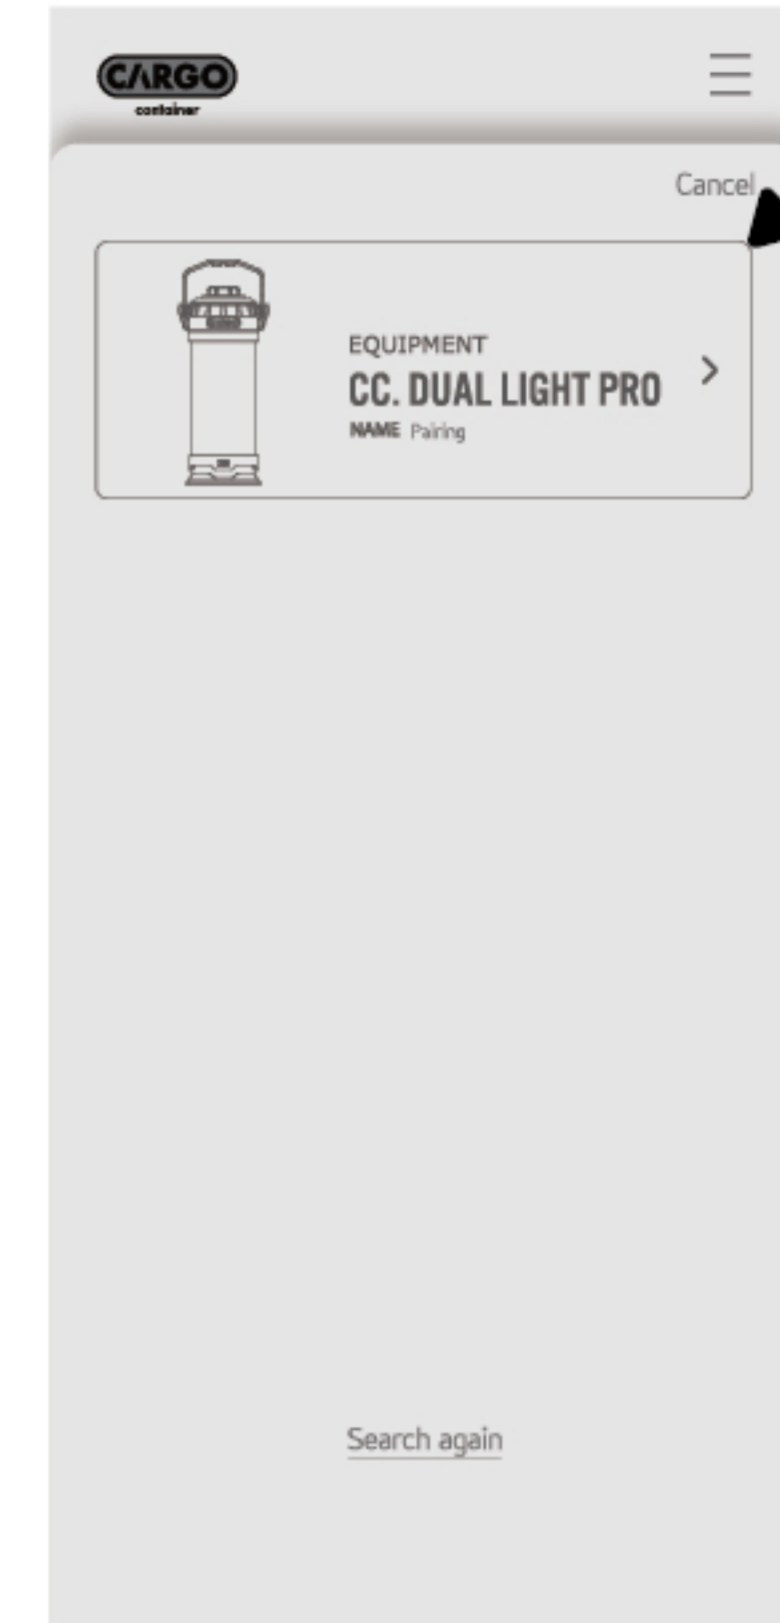 CARGO
container
Cancel
EQUIPMENT
CC. DUAL LIGHT PRO
NAME Pairing
Search again